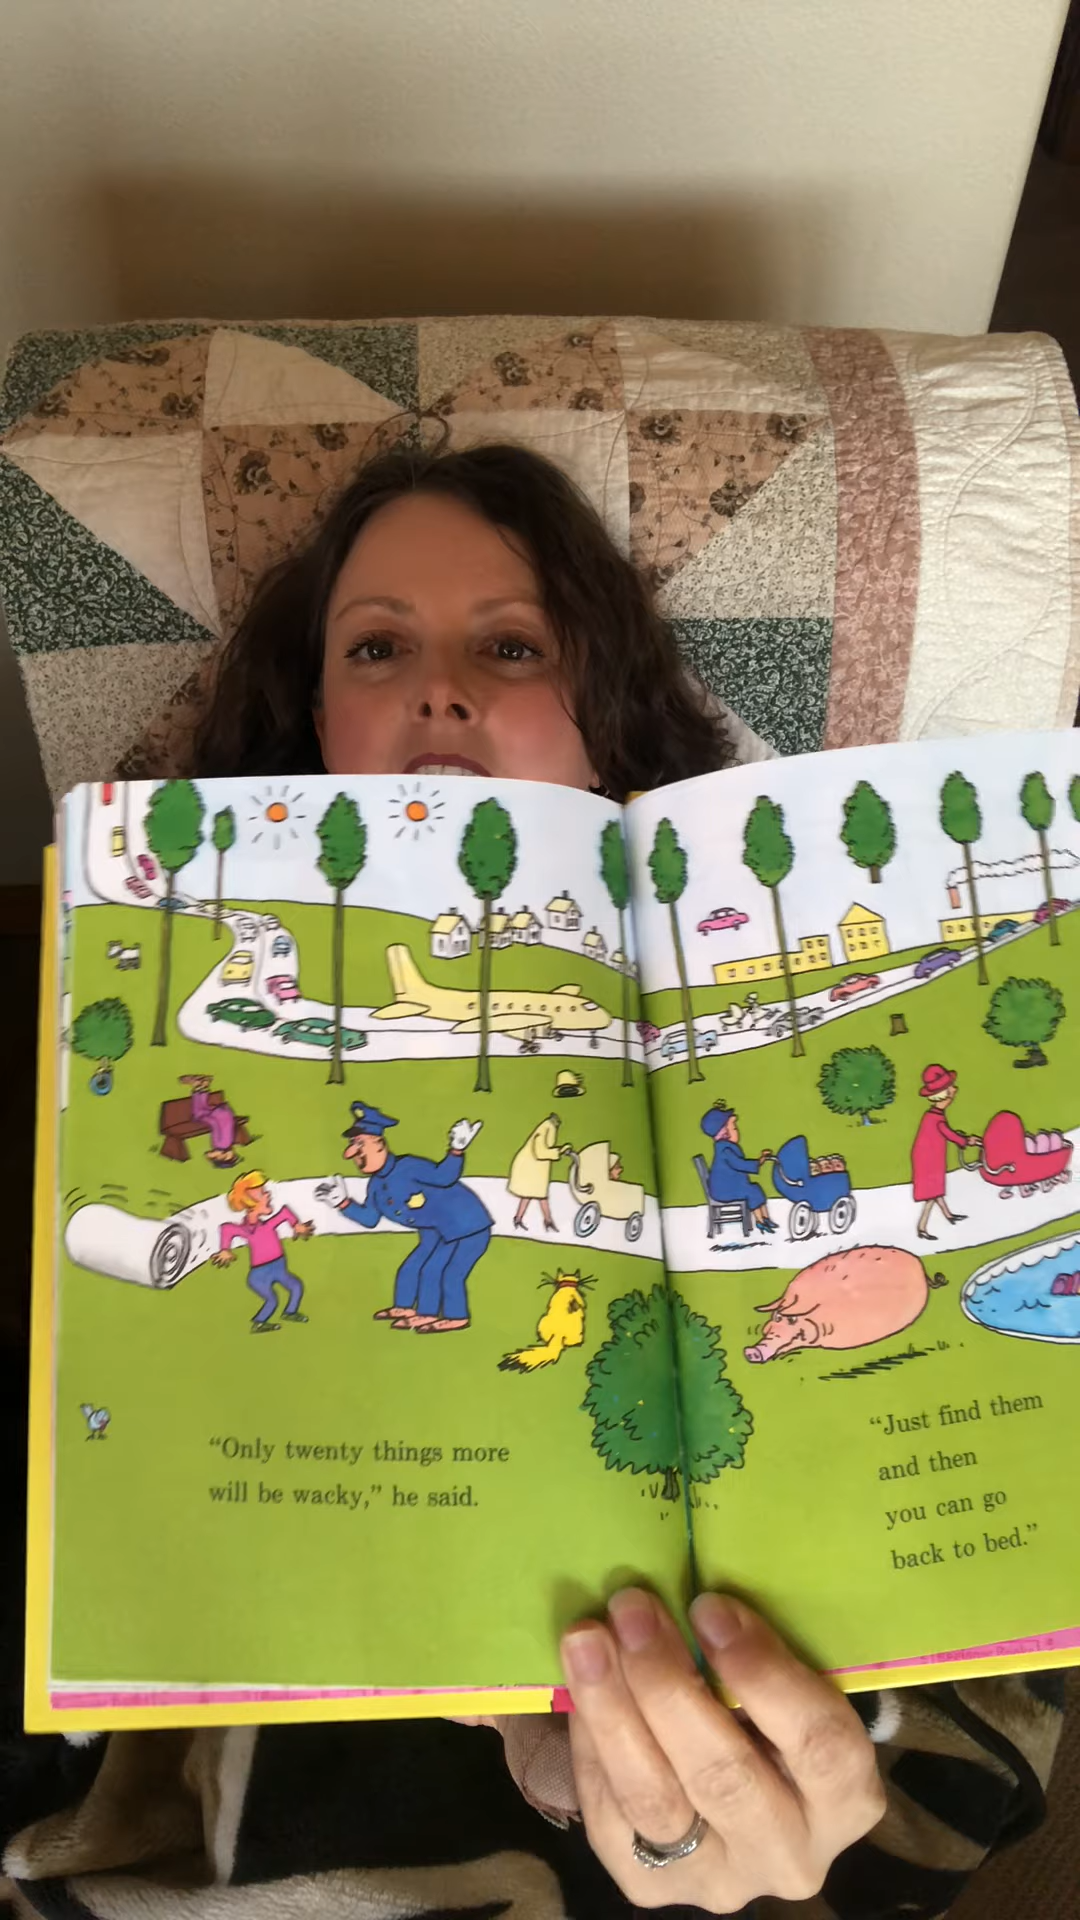 “Only twenty things more
will be wacky,” he said.
“Just find them
and then
you can go
back to bed.”